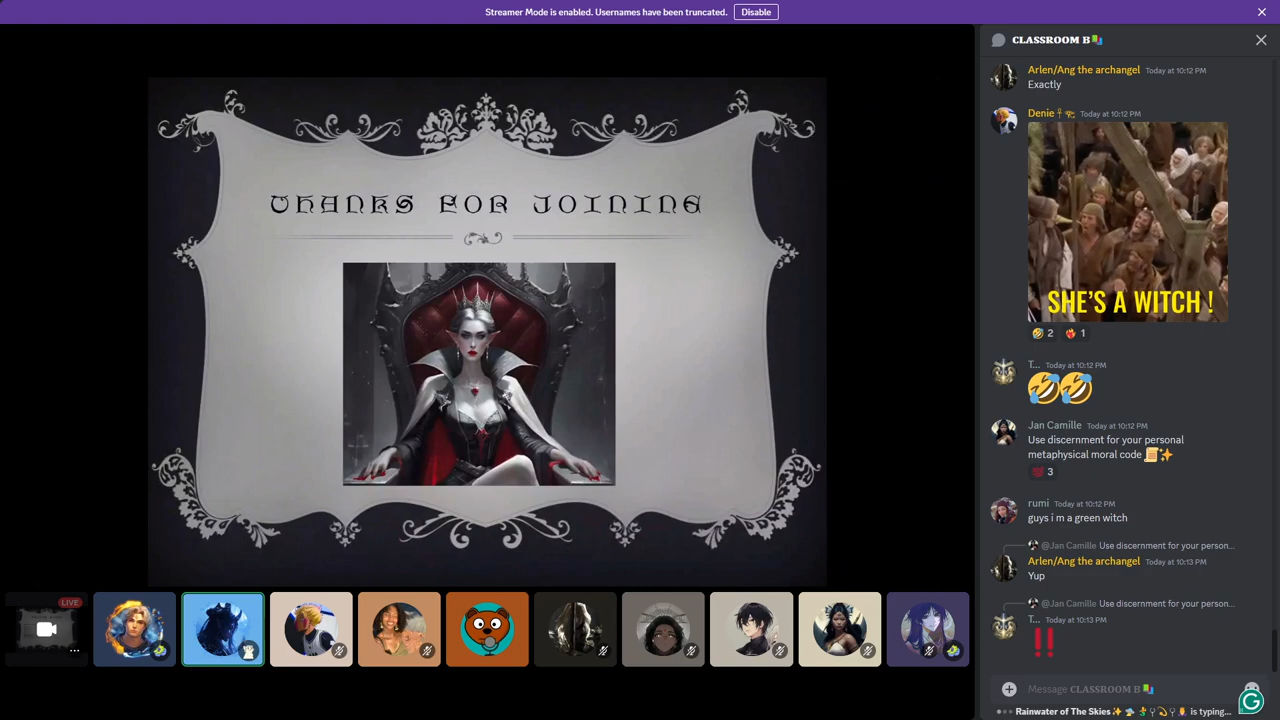 Streamer Mode is enabled. Usernames have been truncated. Disable
THANKS FOR JOINING
LIVE
CLASSROOM B
Arlen/Ang the archangel Today at 10:12 PM
Exactly
Denie Today at 10:12 PM
SHE'S A WITCH !
2 1
T... Today at 10:12 PM
Jan Camille Today at 10:12 PM
Use discernment for your personal
metaphysical moral code 📜✨
3
rumi Today at 10:12 PM
guys i m a green witch
@Jan Camille Use discernment for your person...
Arlen/Ang the archangel Today at 10:13 PM
Yup
@Jan Camille Use discernment for your person...
T... Today at 10:13 PM
‼️
Message CLASSROOM B
Rainwater of The Skies is typing...